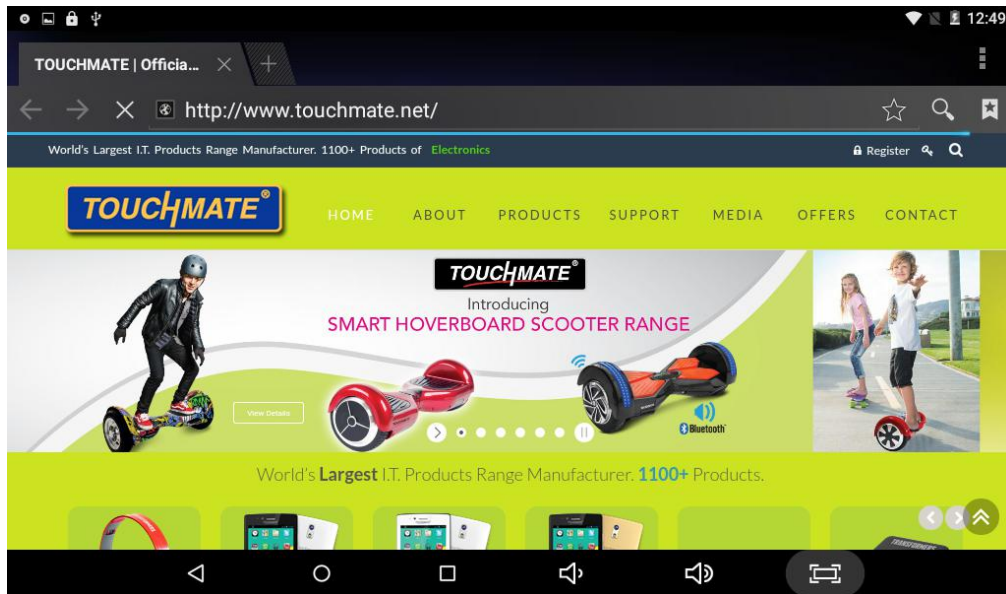 12:49
TOUCHMATE | Officia...
http://www.touchmate.net/
World's Largest I.T. Products Range Manufacturer. 1100+ Products of Electronics
Register
TOUCHMATE®
HOME ABOUT PRODUCTS SUPPORT MEDIA OFFERS CONTACT
TOUCHMATE®
Introducing
SMART HOVERBOARD SCOOTER RANGE
View Details
Bluetooth
World's Largest I.T. Products Range Manufacturer. 1100+ Products.
TRANSFORMERS